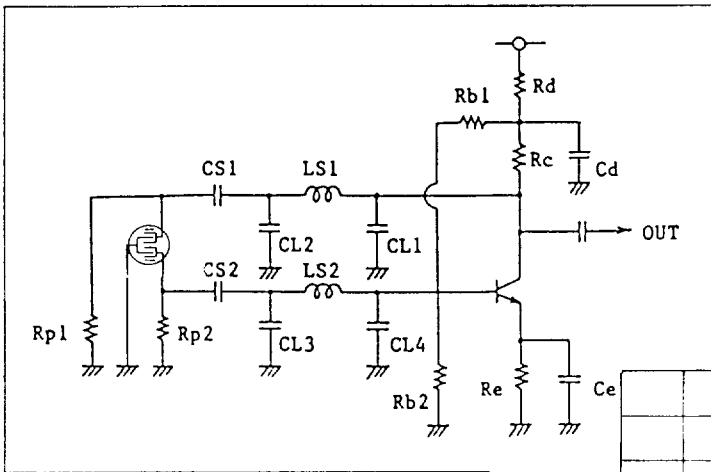 Rd
Rb1
Rc
Cd
CS1
LS1
CL2
CL1
OUT
CS2
LS2
Rp1
Rp2
CL3
CL4
Rb2
Re
Ce